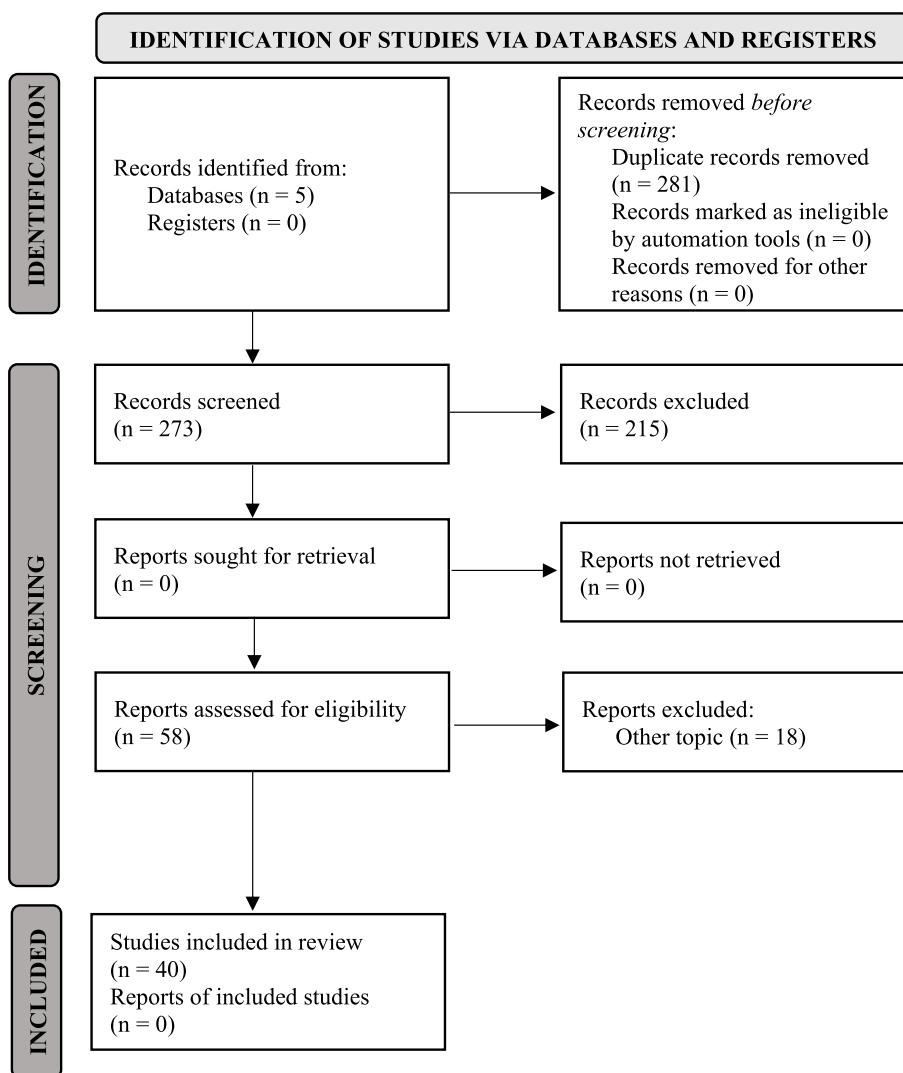 IDENTIFICATION OF STUDIES VIA DATABASES AND REGISTERS
IDENTIFICATION
Records identified from:
Databases (n = 5)
Registers (n = 0)
Records removed before
screening:
Duplicate records removed
(n = 281)
Records marked as ineligible
by automation tools (n = 0)
Records removed for other
reasons (n = 0)
SCREENING
Records screened
(n = 273)
Records excluded
(n = 215)
Reports sought for retrieval
(n = 0)
Reports not retrieved
(n = 0)
Reports assessed for eligibility
(n = 58)
Reports excluded:
Other topic (n = 18)
INCLUDED
Studies included in review
(n = 40)
Reports of included studies
(n = 0)